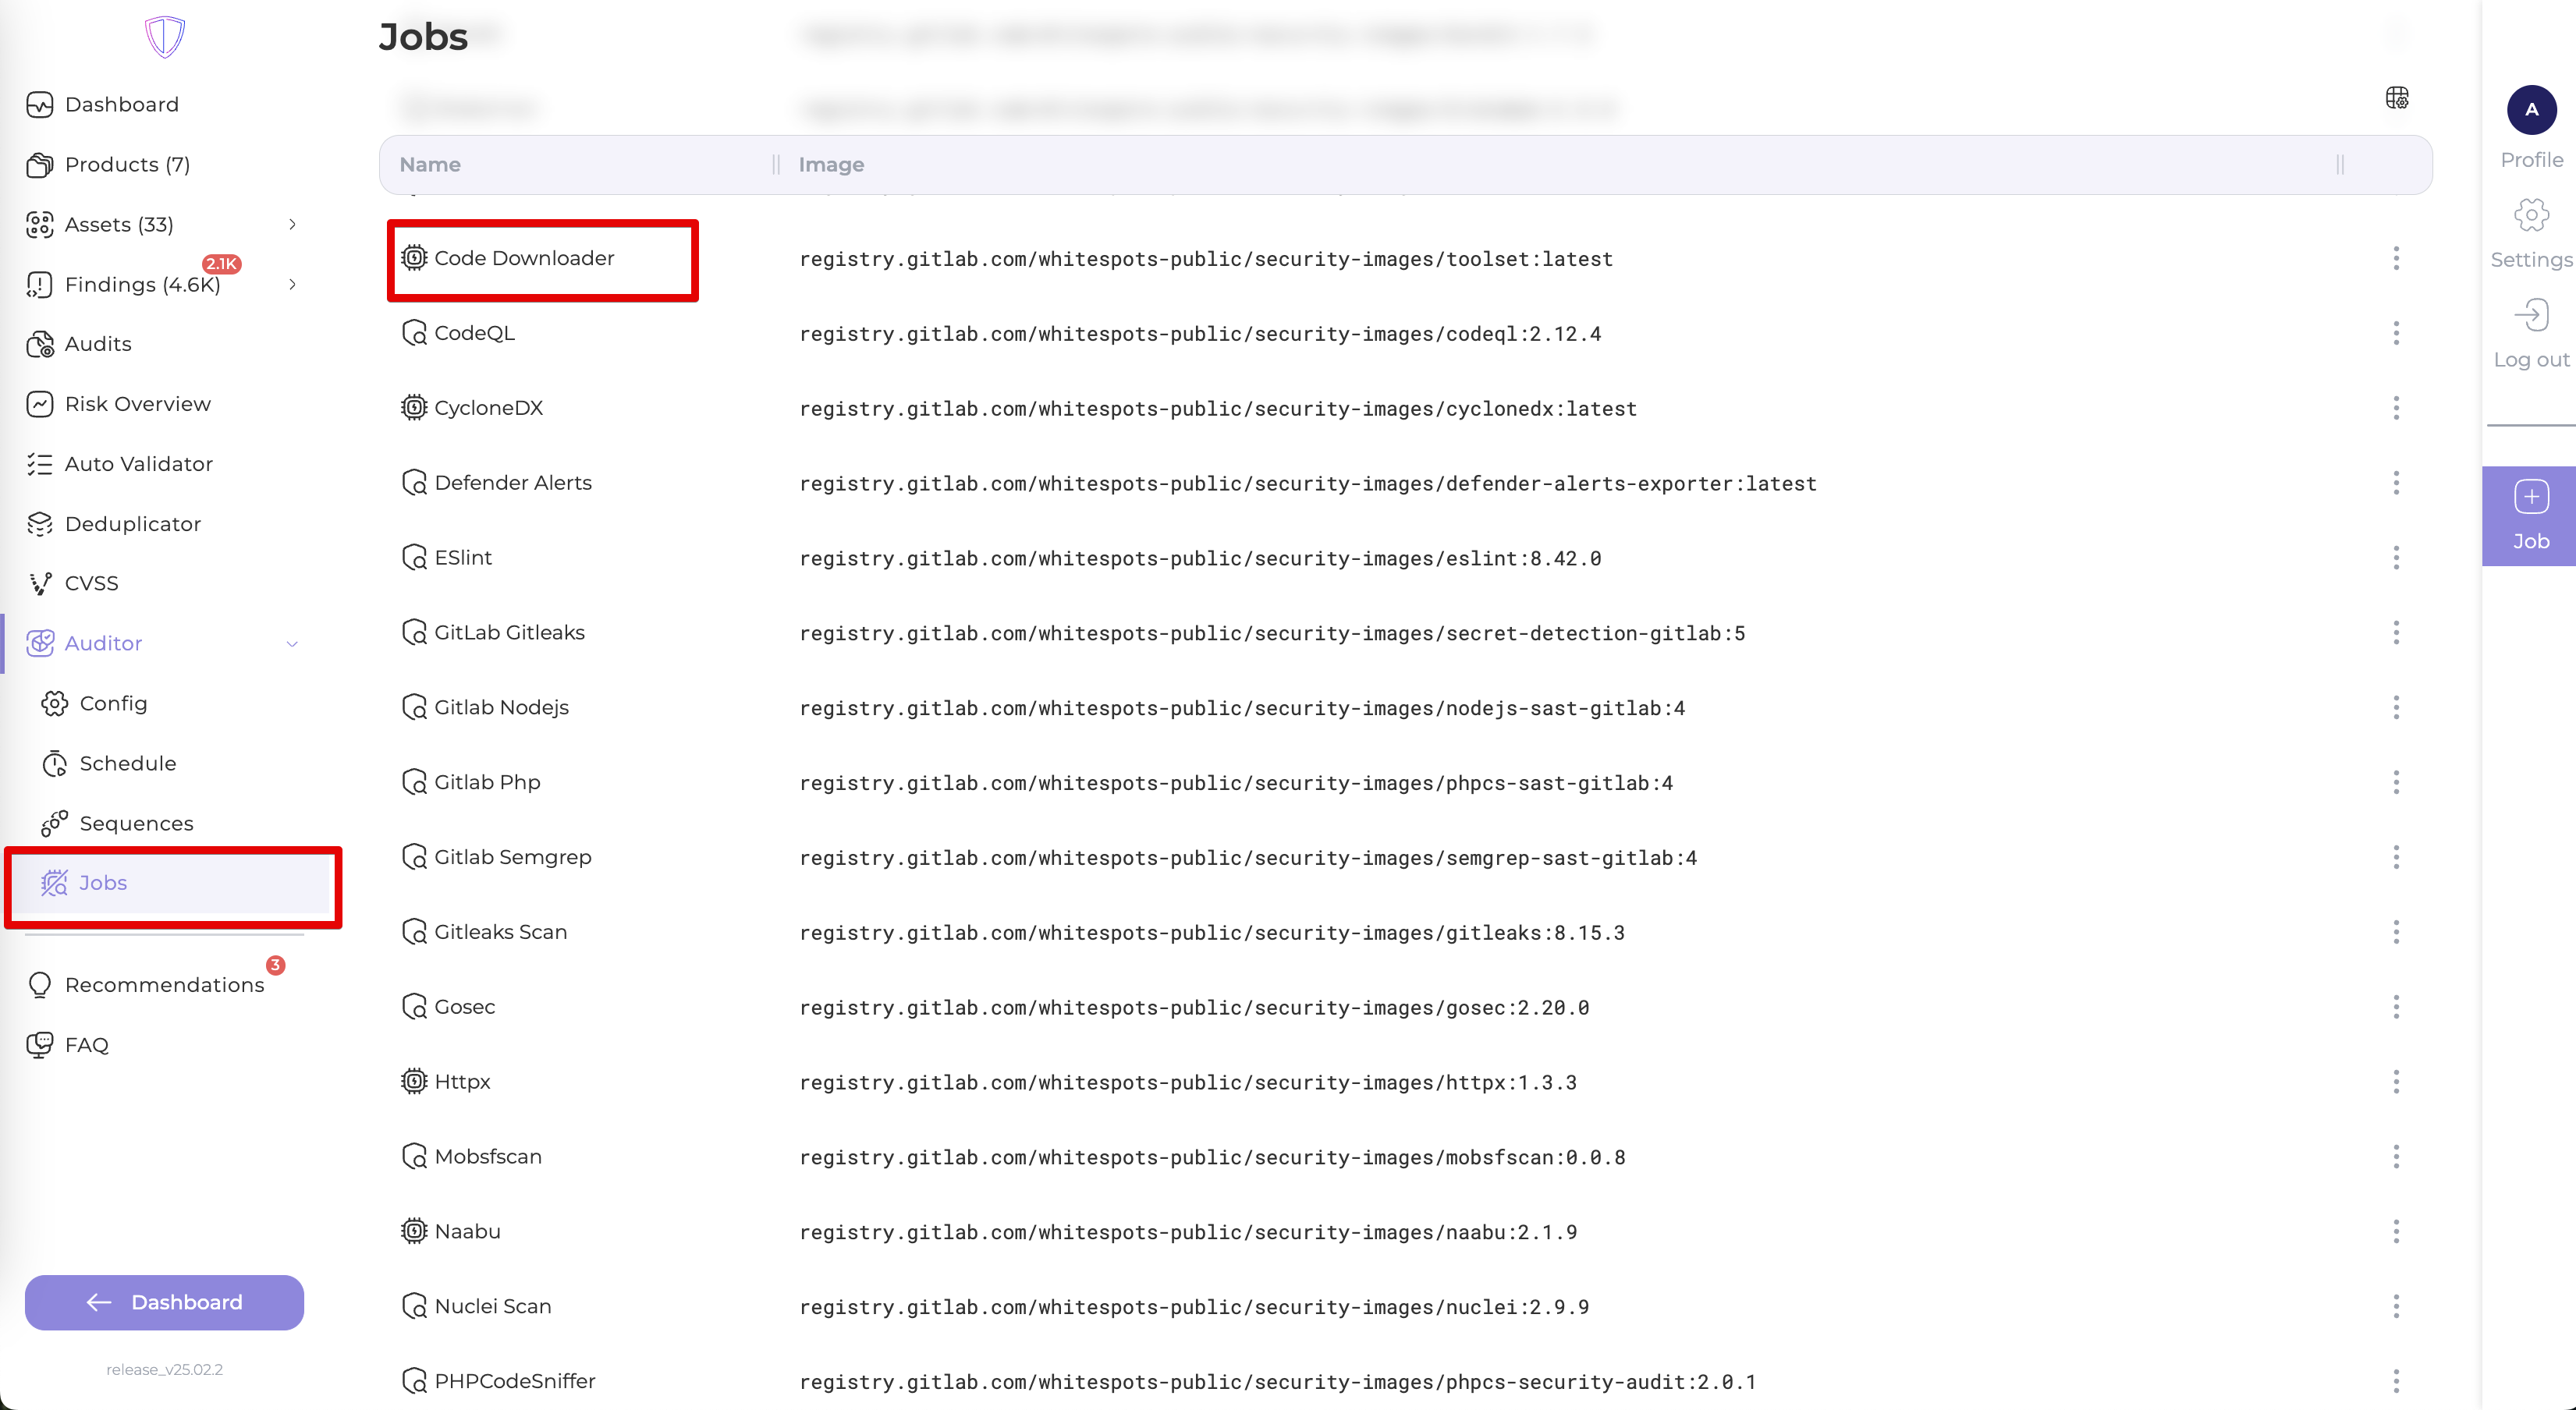 Jobs
Dashboard
Products (7)
Assets (33)
2.1K
Findings (4.6K)
Audits
Risk Overview
Auto Validator
Deduplicator
CVSS
Auditor
Config
Schedule
Sequences
Jobs
3
Recommendations
FAQ
Dashboard
release_v25.02.2
Name Image
Code Downloader registry.gitlab.com/whitespots-public/security-images/toolset:latest
CodeQL registry.gitlab.com/whitespots-public/security-images/codeql:2.12.4
CycloneDX registry.gitlab.com/whitespots-public/security-images/cyclonedx:latest
Defender Alerts registry.gitlab.com/whitespots-public/security-images/defender-alerts-exporter:latest
ESlint registry.gitlab.com/whitespots-public/security-images/eslint:8.42.0
GitLab Gitleaks registry.gitlab.com/whitespots-public/security-images/secret-detection-gitlab:5
Gitlab Nodejs registry.gitlab.com/whitespots-public/security-images/nodejs-sast-gitlab:4
Gitlab Php registry.gitlab.com/whitespots-public/security-images/phpcs-sast-gitlab:4
Gitlab Semgrep registry.gitlab.com/whitespots-public/security-images/semgrep-sast-gitlab:4
Gitleaks Scan registry.gitlab.com/whitespots-public/security-images/gitleaks:8.15.3
Gosec registry.gitlab.com/whitespots-public/security-images/gosec:2.20.0
Httpx registry.gitlab.com/whitespots-public/security-images/httpx:1.3.3
Mobsfscan registry.gitlab.com/whitespots-public/security-images/mobsfscan:0.0.8
Naabu registry.gitlab.com/whitespots-public/security-images/naabu:2.1.9
Nuclei Scan registry.gitlab.com/whitespots-public/security-images/nuclei:2.9.9
PHPCodeSniffer registry.gitlab.com/whitespots-public/security-images/phpcs-security-audit:2.0.1
A
Profile
Settings
Log out
Job